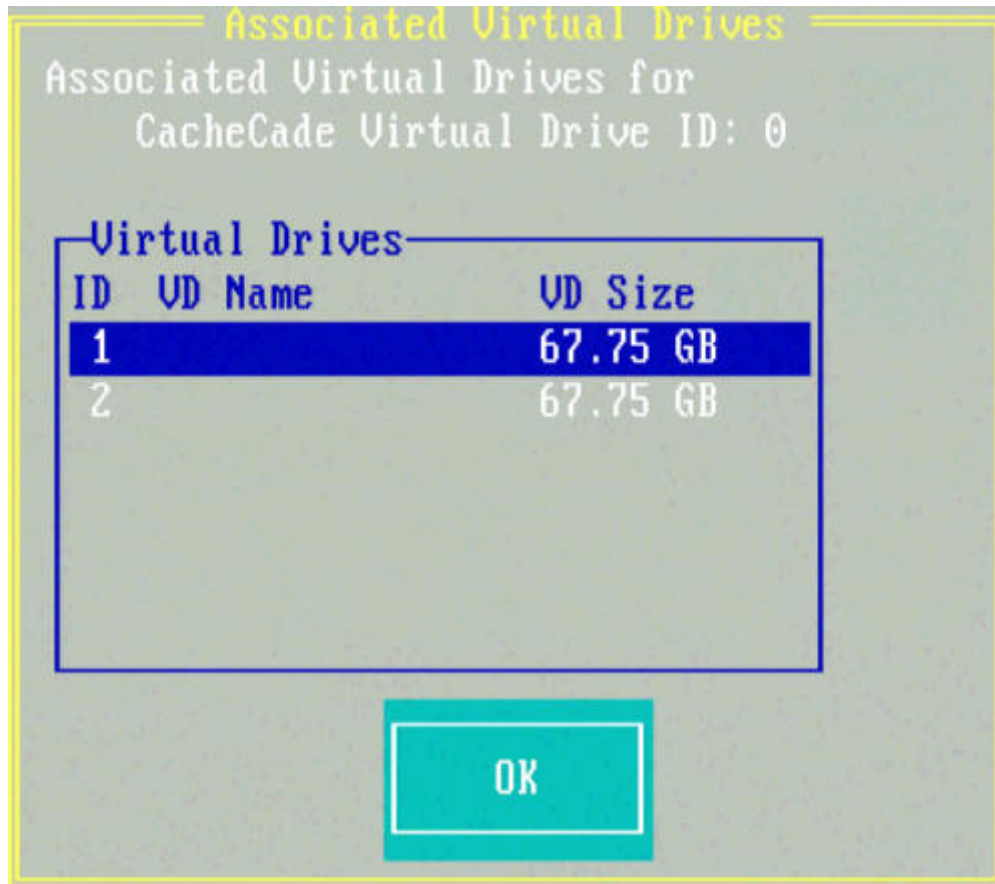 Associated Virtual Drives
Associated Virtual Drives for
CacheCade Virtual Drive ID: 0
Virtual Drives
ID VD Name VD Size
1 67.75 GB
2 67.75 GB
OK